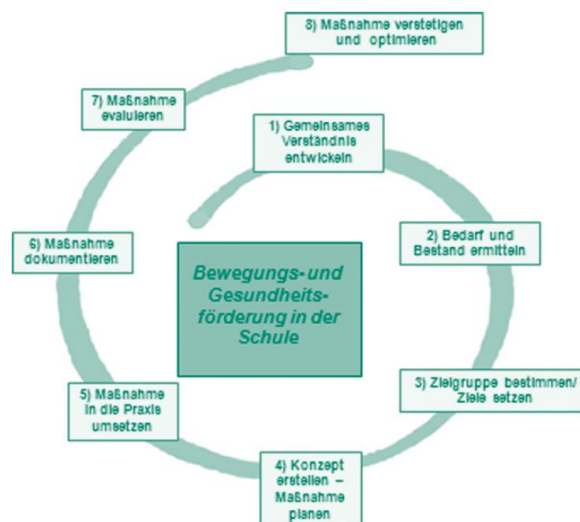 8) Maßnahme verstetigen
und optimieren
7) Maßnahme
evaluieren
1) Gemeinsames
Verständnis
entwickeln
6) Maßnahme
dokumentieren
2) Bedarf und
Bestand ermitteln
Bewegungs- und
Gesundheits-
förderung in der
Schule
5) Maßnahme
in die Praxis
umsetzen
3) Zielgruppe bestimmen/
Ziele setzen
4) Konzept
erstellen –
Maßnahme
planen